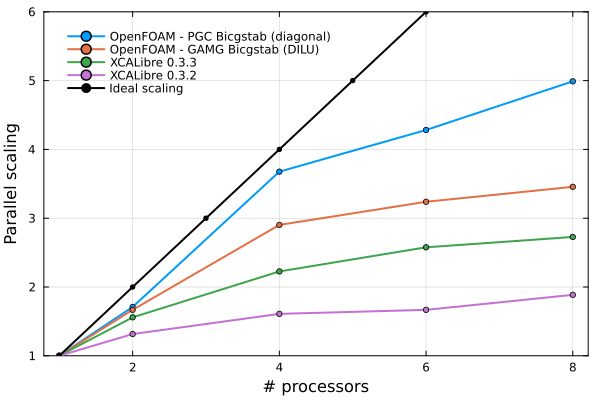 OpenFOAM - PGC Bicgstab (diagonal)
OpenFOAM - GAMG Bicgstab (DILU)
XCALibre 0.3.3
XCALibre 0.3.2
Ideal scaling
Parallel scaling
6
5
4
3
2
1
2
4
6
8
# processors